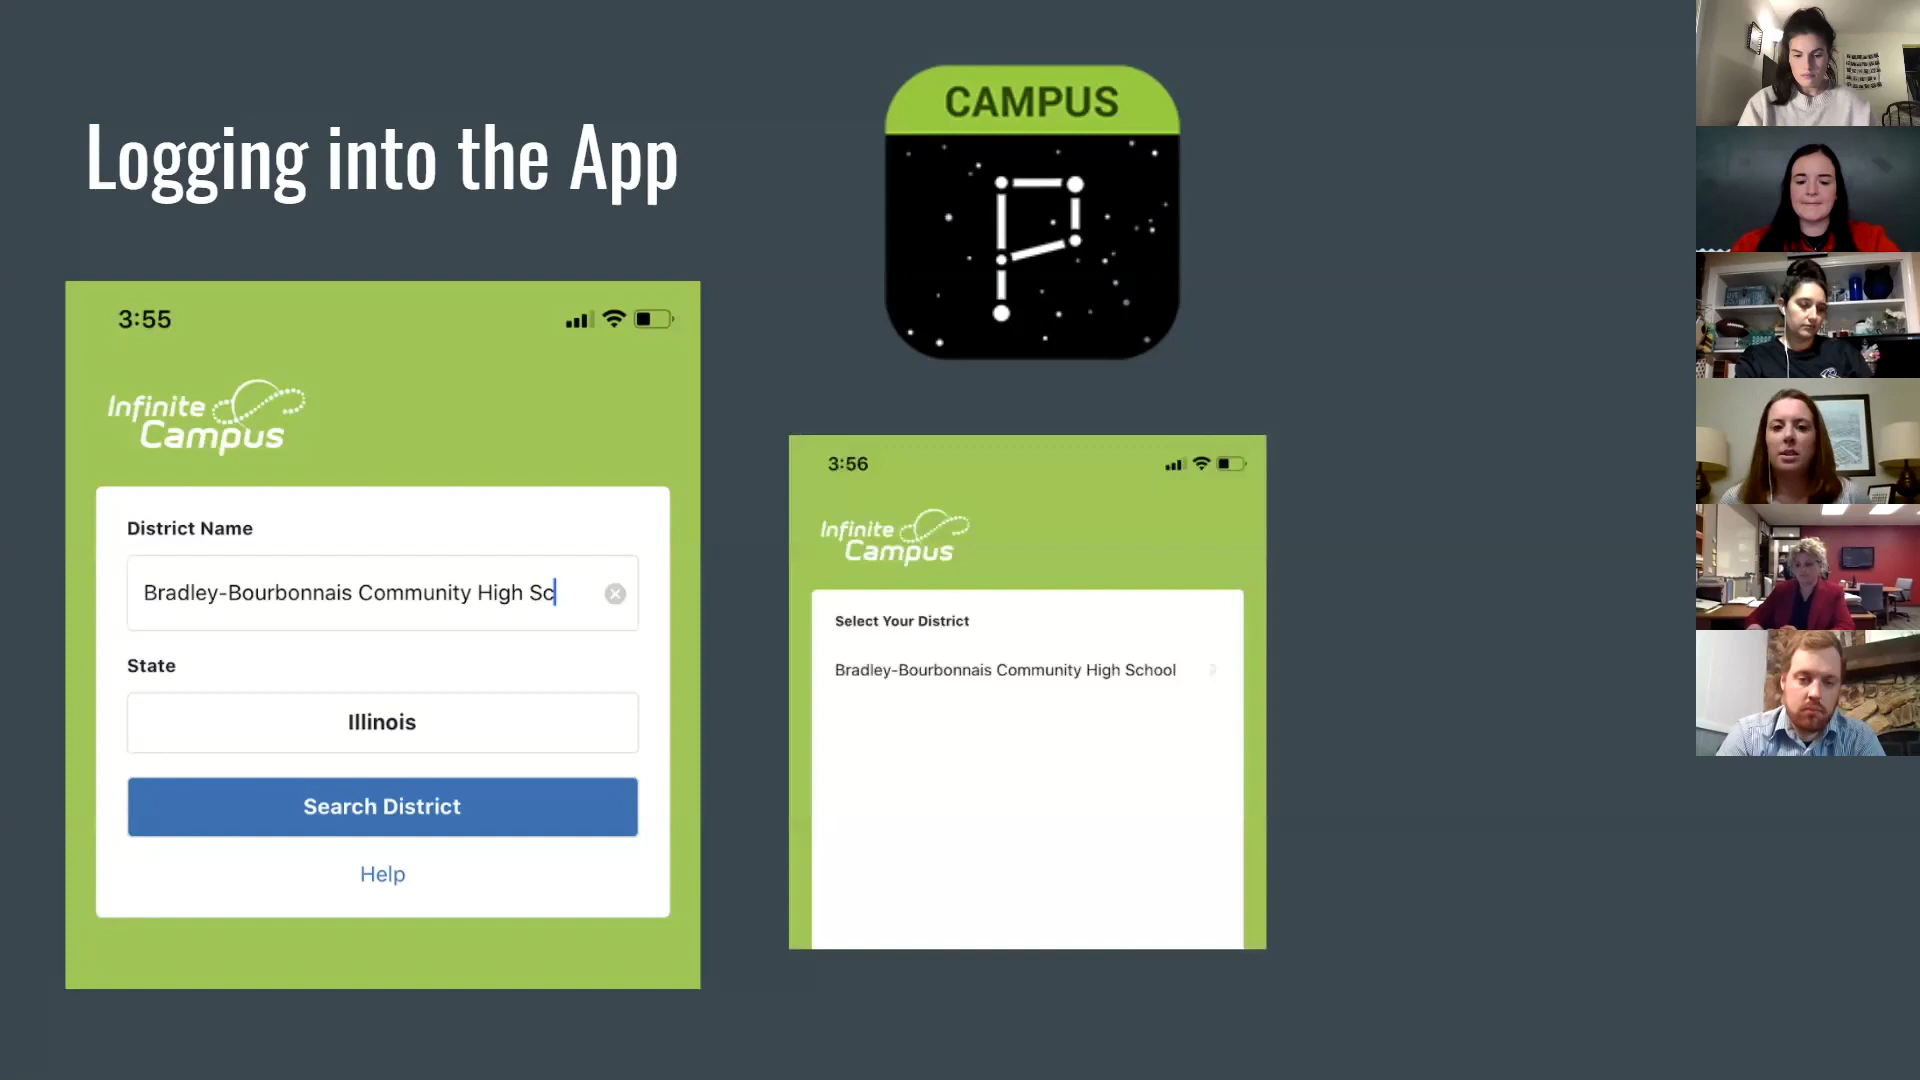 Logging into the App
CAMPUS
3:55
Infinite
Campus
District Name
Bradley-Bourbonnais Community High Sc
State
Illinois
Search District
Help
3:56
Infinite
Campus
Select Your District
Bradley-Bourbonnais Community High School